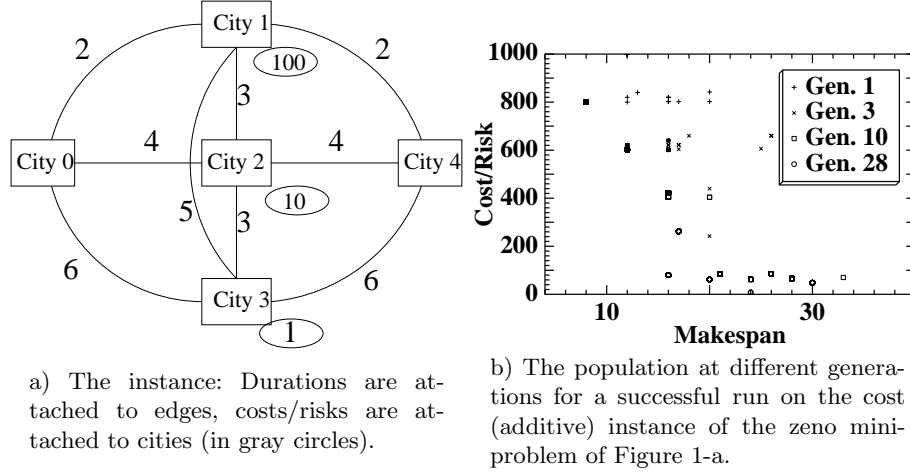 City 1
100
2
2
3
City 0
4
City 2
4
City 4
10
5
3
6
6
City 3
1
a) The instance: Durations are at-
tached to edges, costs/risks are at-
tached to cities (in gray circles).
1000
800
600
400
200
0
Cost/Risk
10
30
Makespan
Gen. 1
Gen. 3
Gen. 10
Gen. 28
b) The population at different genera-
tions for a successful run on the cost
(additive) instance of the zeno mini-
problem of Figure 1-a.